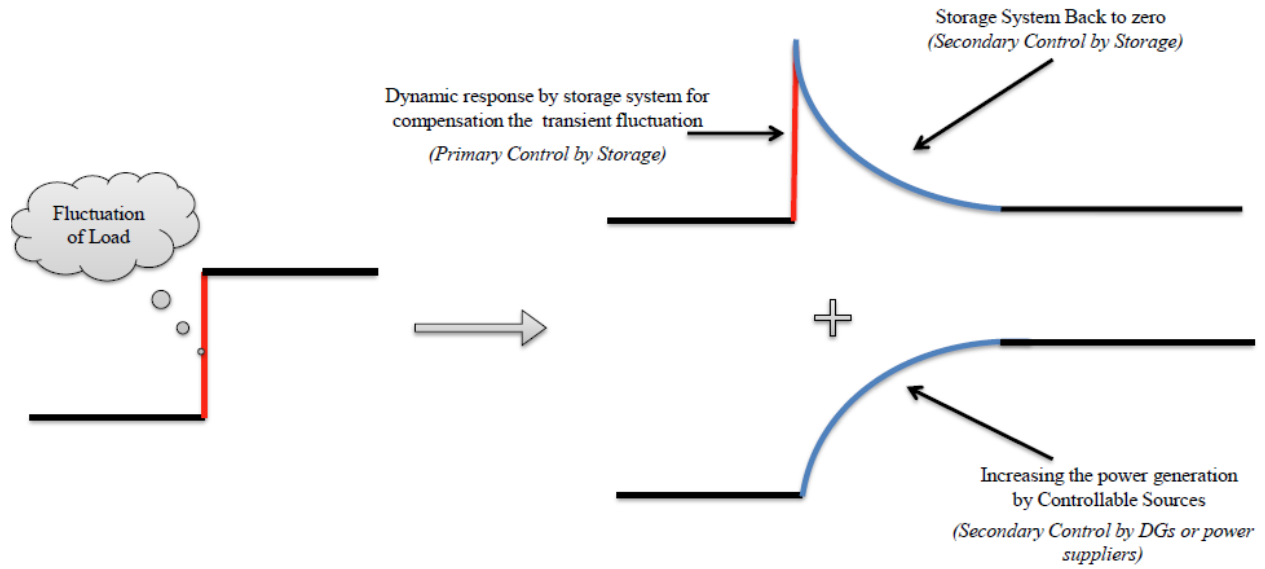 Storage System Back to zero
(Secondary Control by Storage)
Dynamic response by storage system for
compensation the transient fluctuation
(Primary Control by Storage)
Fluctuation
of Load
Increasing the power generation
by Controllable Sources
(Secondary Control by DGs or power
suppliers)